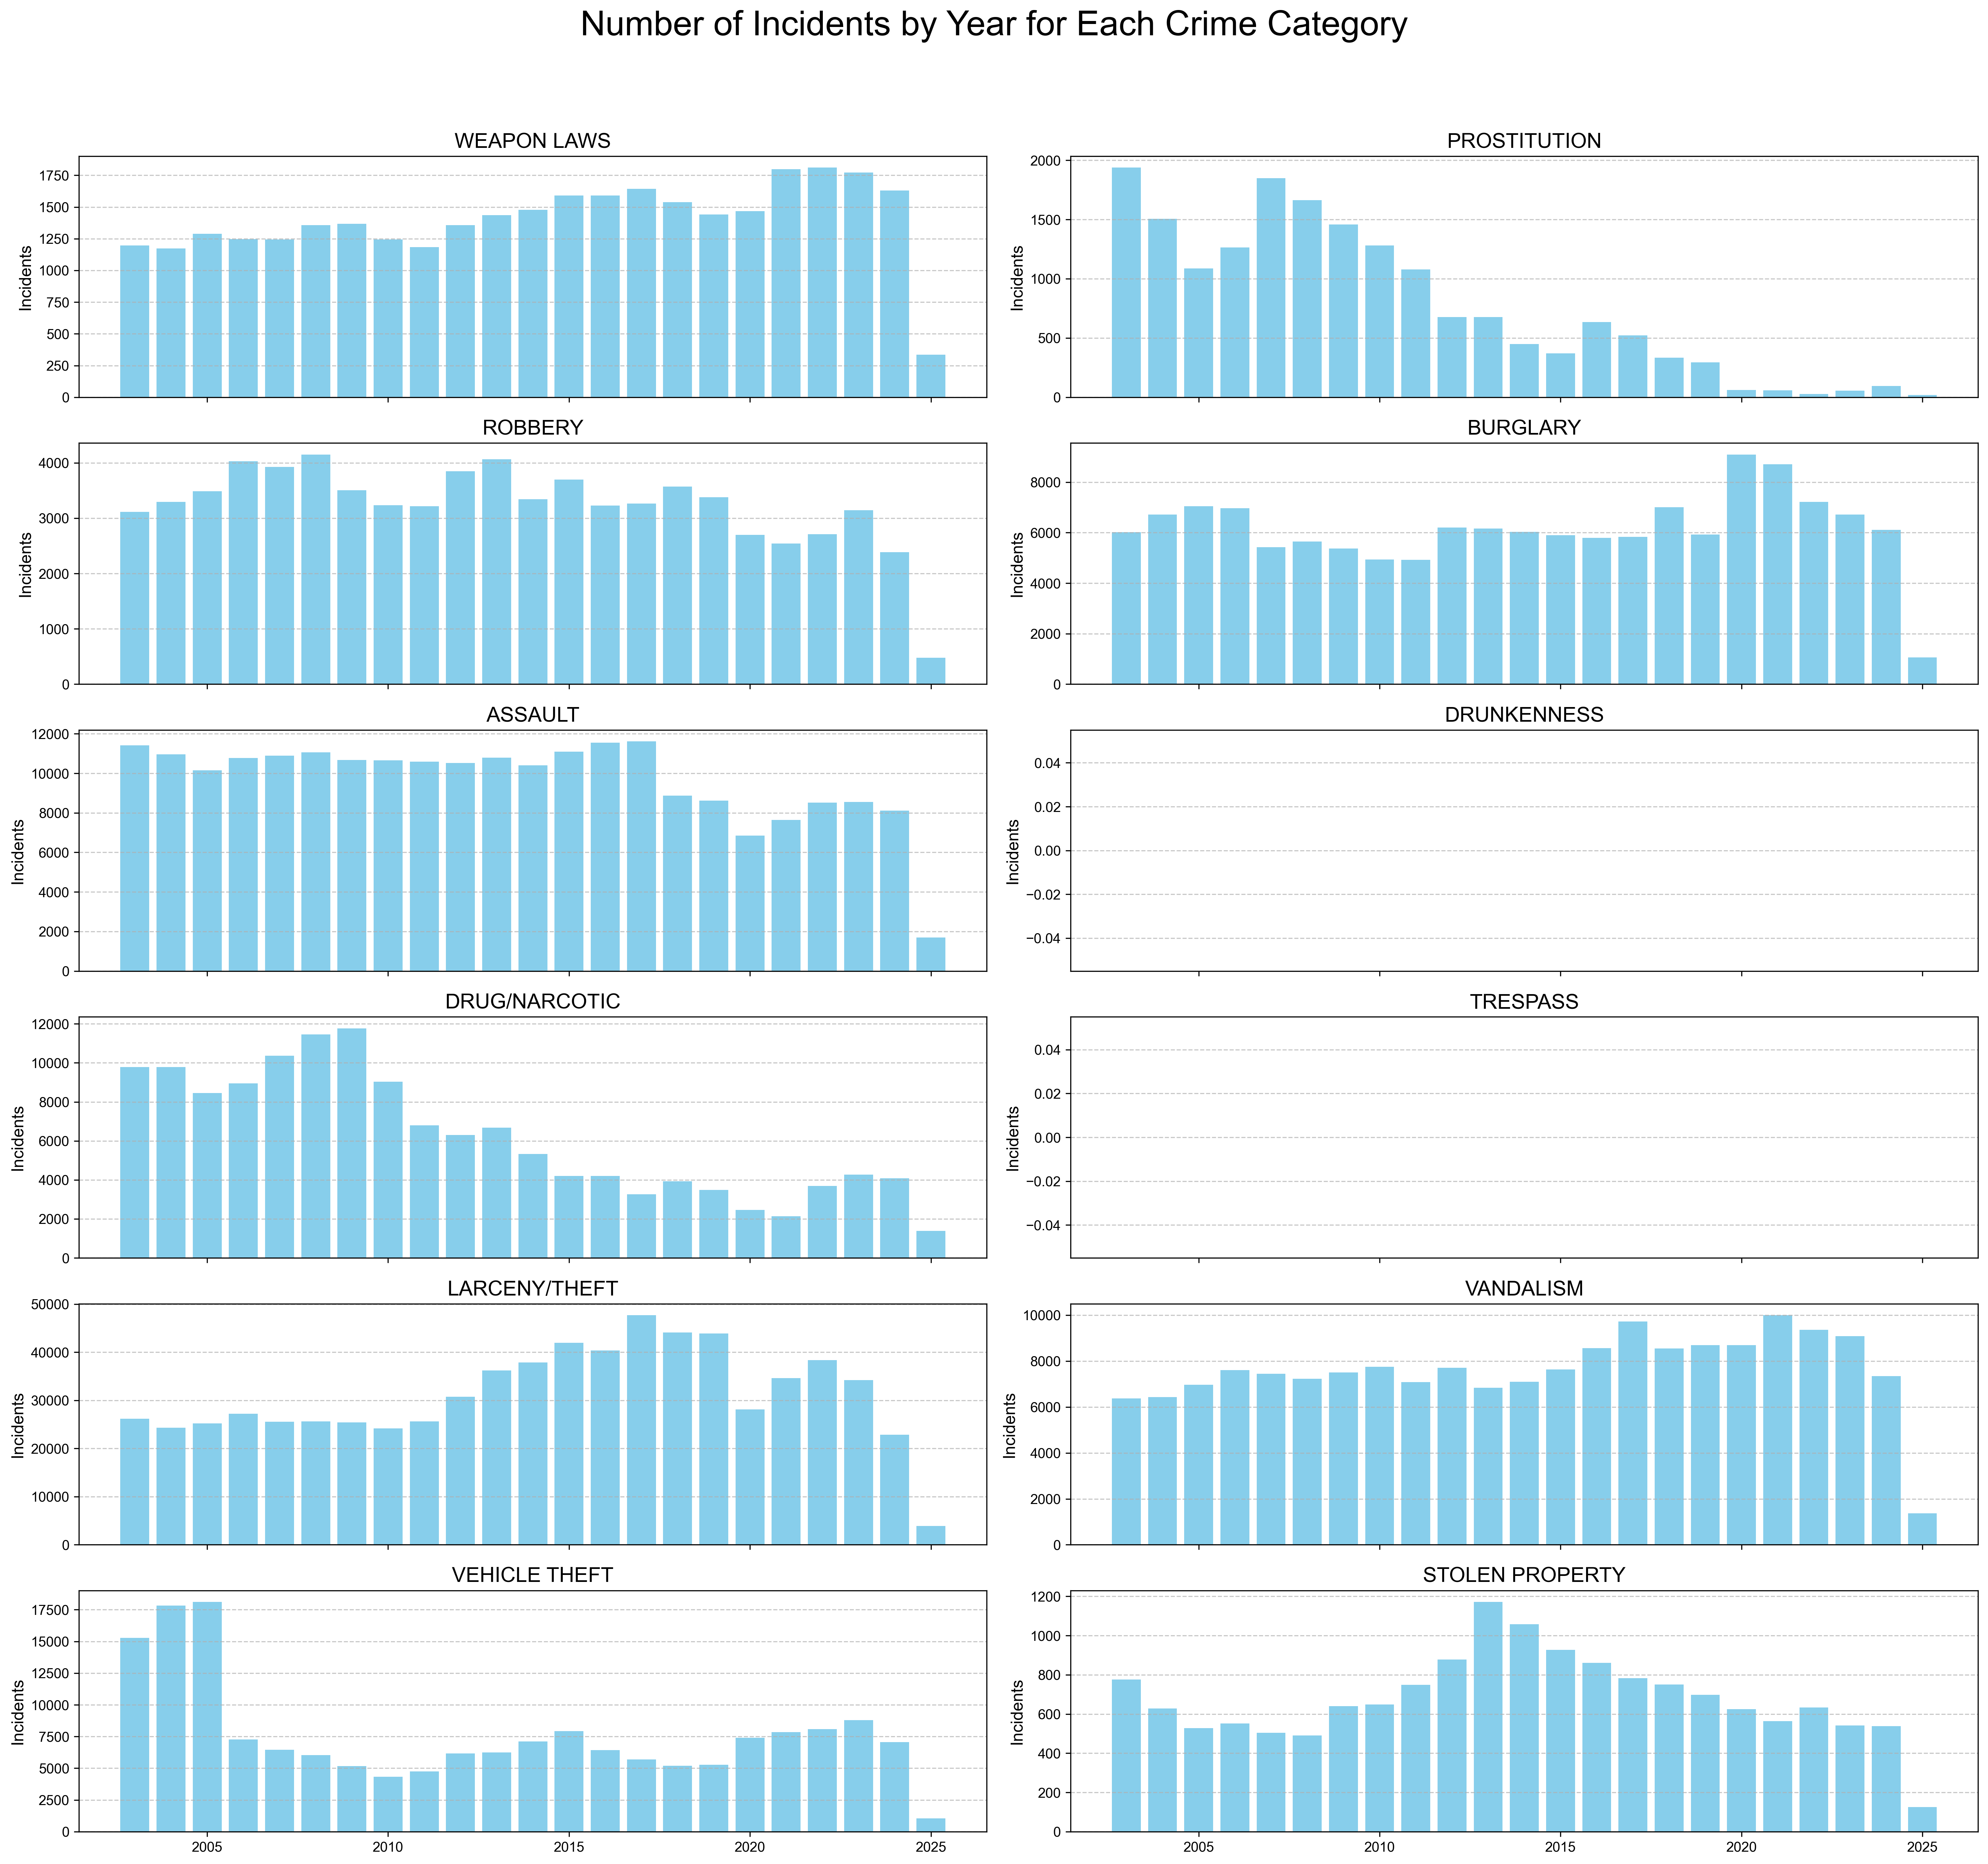 Number of Incidents by Year for Each Crime Category
WEAPON LAWS
Incidents
1750
1500
1250
1000
750
500
250
0
PROSTITUTION
Incidents
2000
1500
1000
500
0
ROBBERY
Incidents
4000
3000
2000
1000
0
BURGLARY
Incidents
8000
6000
4000
2000
0
ASSAULT
Incidents
12000
10000
8000
6000
4000
2000
0
DRUNKENNESS
Incidents
0.04
0.02
0.00
−0.02
−0.04
DRUG/NARCOTIC
Incidents
12000
10000
8000
6000
4000
2000
0
TRESPASS
Incidents
0.04
0.02
0.00
−0.02
−0.04
LARCENY/THEFT
Incidents
50000
40000
30000
20000
10000
0
VANDALISM
Incidents
10000
8000
6000
4000
2000
0
VEHICLE THEFT
Incidents
17500
15000
12500
10000
7500
5000
2500
0
2005 2010 2015 2020 2025
STOLEN PROPERTY
Incidents
1200
1000
800
600
400
200
0
2005 2010 2015 2020 2025